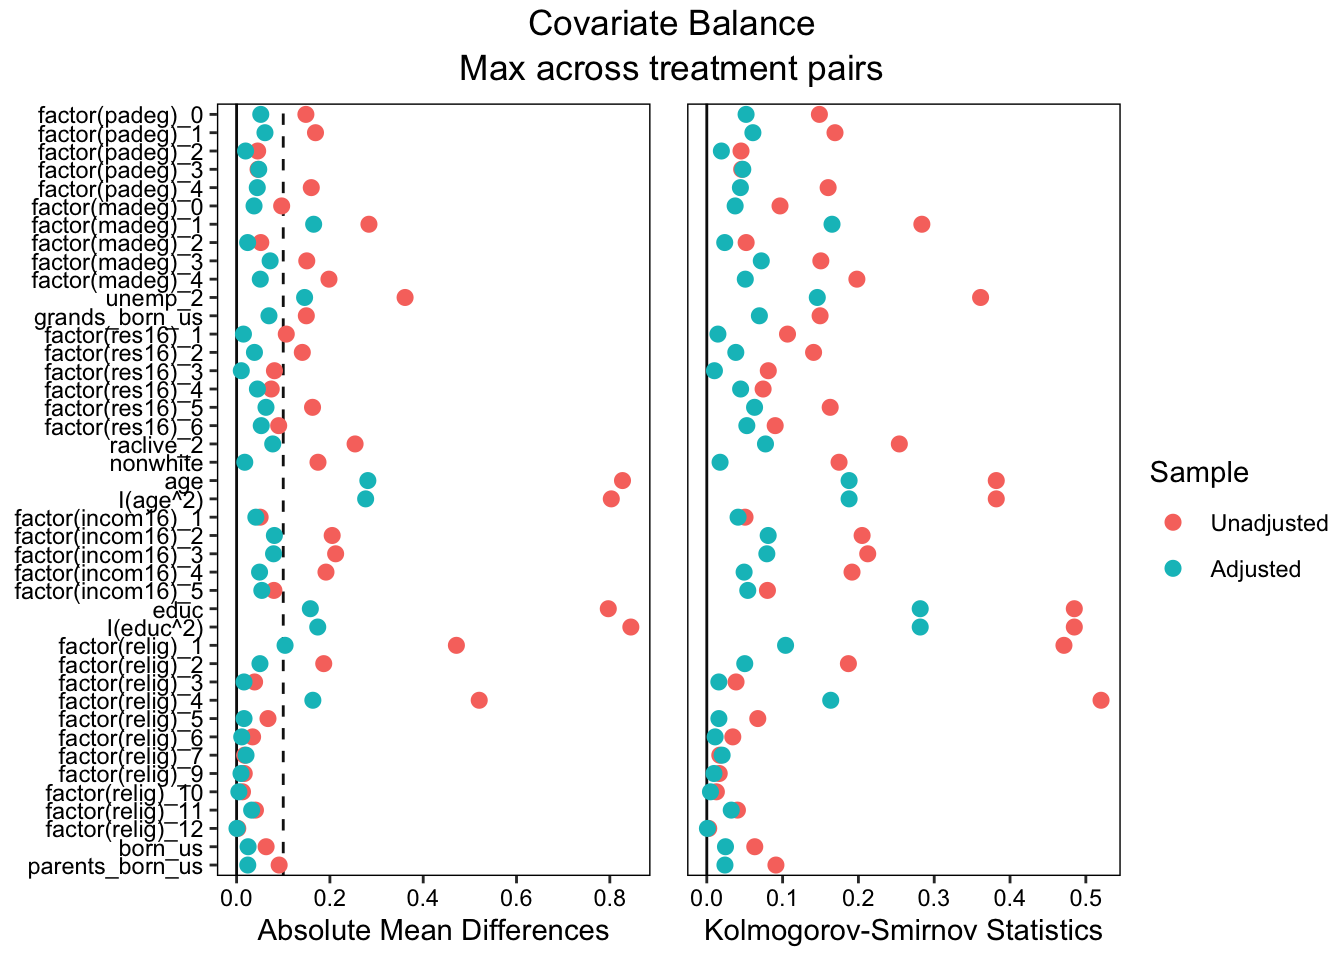 Covariate Balance
Max across treatment pairs
factor(padeg)_0
factor(padeg)_1
factor(padeg)_2
factor(padeg)_3
factor(padeg)_4
factor(madeg)_0
factor(madeg)_1
factor(madeg)_2
factor(madeg)_3
factor(madeg)_4
unemp_2
grands_born_us
factor(res16)_1
factor(res16)_2
factor(res16)_3
factor(res16)_4
factor(res16)_5
factor(res16)_6
raclive_2
nonwhite
age
I(age^2)
factor(incom16)_1
factor(incom16)_2
factor(incom16)_3
factor(incom16)_4
factor(incom16)_5
educ
I(educ^2)
factor(relig)_1
factor(relig)_2
factor(relig)_3
factor(relig)_4
factor(relig)_5
factor(relig)_6
factor(relig)_7
factor(relig)_9
factor(relig)_10
factor(relig)_11
factor(relig)_12
born_us
parents_born_us
0.0 0.2 0.4 0.6 0.8
Absolute Mean Differences
0.0 0.1 0.2 0.3 0.4 0.5
Kolmogorov-Smirnov Statistics
Sample
Unadjusted
Adjusted